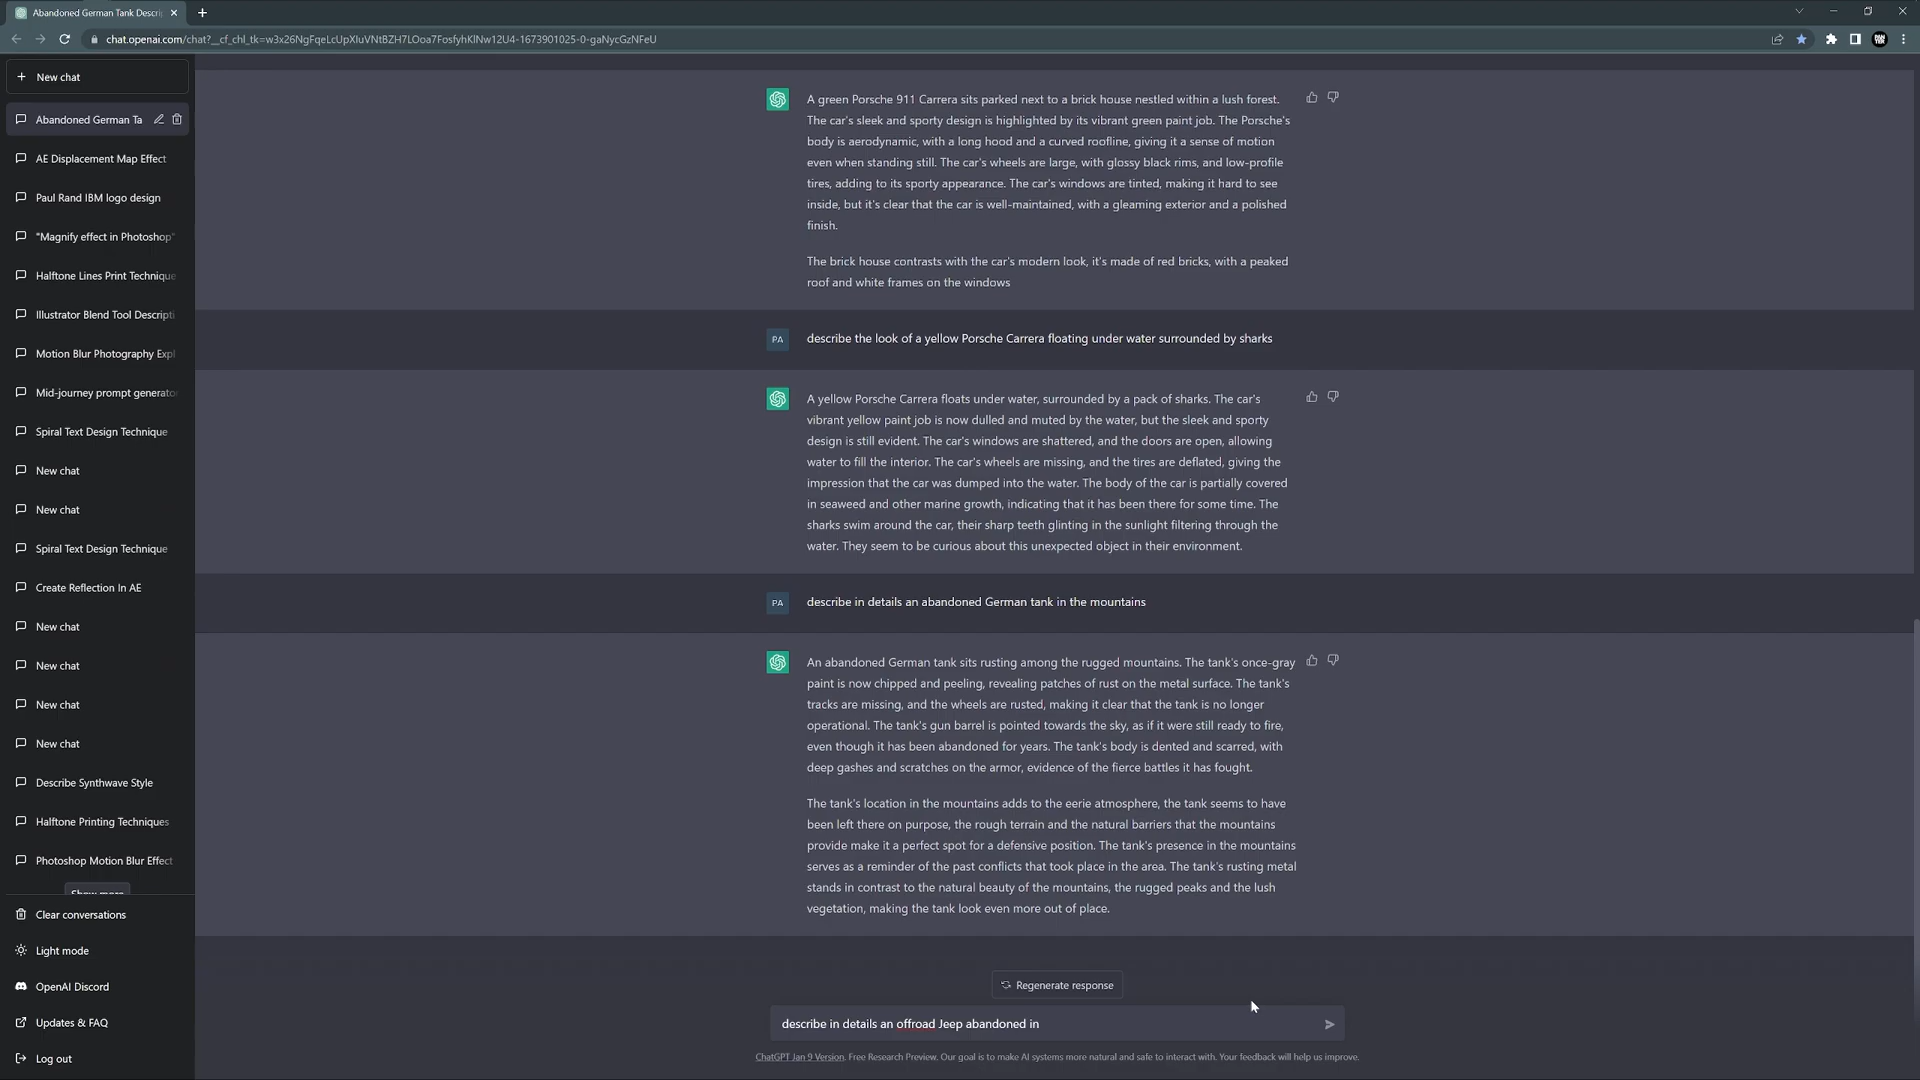 Abandoned German Tank Descri
chat.openai.com/chat?__cf_chl_tk=w3x26NgFqeLcUpXluVNtBZH7LOoa7FosfyhKlNw12U4-1673901025-0-gaNycGzNFeU
New chat
Abandoned German Ta
AE Displacement Map Effect
Paul Rand IBM logo design
"Magnify effect in Photoshop"
Halftone Lines Print Technique
Illustrator Blend Tool Descripti
Motion Blur Photography Expl
Mid-journey prompt generator
Spiral Text Design Technique
New chat
New chat
Spiral Text Design Technique
Create Reflection In AE
New chat
New chat
New chat
New chat
Describe Synthwave Style
Halftone Printing Techniques
Photoshop Motion Blur Effect
Show more
Clear conversations
Light mode
OpenAI Discord
Updates & FAQ
Log out
A green Porsche 911 Carrera sits parked next to a brick house nestled within a lush forest.
The car's sleek and sporty design is highlighted by its vibrant green paint job. The Porsche's
body is aerodynamic, with a long hood and a curved roofline, giving it a sense of motion
even when standing still. The car's wheels are large, with glossy black rims, and low-profile
tires, adding to its sporty appearance. The car's windows are tinted, making it hard to see
inside, but it's clear that the car is well-maintained, with a gleaming exterior and a polished
finish.
The brick house contrasts with the car's modern look, it's made of red bricks, with a peaked
roof and white frames on the windows
PA
describe the look of a yellow Porsche Carrera floating under water surrounded by sharks
A yellow Porsche Carrera floats under water, surrounded by a pack of sharks. The car's
vibrant yellow paint job is now dulled and muted by the water, but the sleek and sporty
design is still evident. The car's windows are shattered, and the doors are open, allowing
water to fill the interior. The car's wheels are missing, and the tires are deflated, giving the
impression that the car was dumped into the water. The body of the car is partially covered
in seaweed and other marine growth, indicating that it has been there for some time. The
sharks swim around the car, their sharp teeth glinting in the sunlight filtering through the
water. They seem to be curious about this unexpected object in their environment.
PA
describe in details an abandoned German tank in the mountains
An abandoned German tank sits rusting among the rugged mountains. The tank's once-gray
paint is now chipped and peeling, revealing patches of rust on the metal surface. The tank's
tracks are missing, and the wheels are rusted, making it clear that the tank is no longer
operational. The tank's gun barrel is pointed towards the sky, as if it were still ready to fire,
even though it has been abandoned for years. The tank's body is dented and scarred, with
deep gashes and scratches on the armor, evidence of the fierce battles it has fought.
The tank's location in the mountains adds to the eerie atmosphere, the tank seems to have
been left there on purpose, the rough terrain and the natural barriers that the mountains
provide make it a perfect spot for a defensive position. The tank's presence in the mountains
serves as a reminder of the past conflicts that took place in the area. The tank's rusting metal
stands in contrast to the natural beauty of the mountains, the rugged peaks and the lush
vegetation, making the tank look even more out of place.
Regenerate response
describe in details an offroad Jeep abandoned in
ChatGPT Jan 9 Version. Free Research Preview. Our goal is to make AI systems more natural and safe to interact with. Your feedback will help us improve.